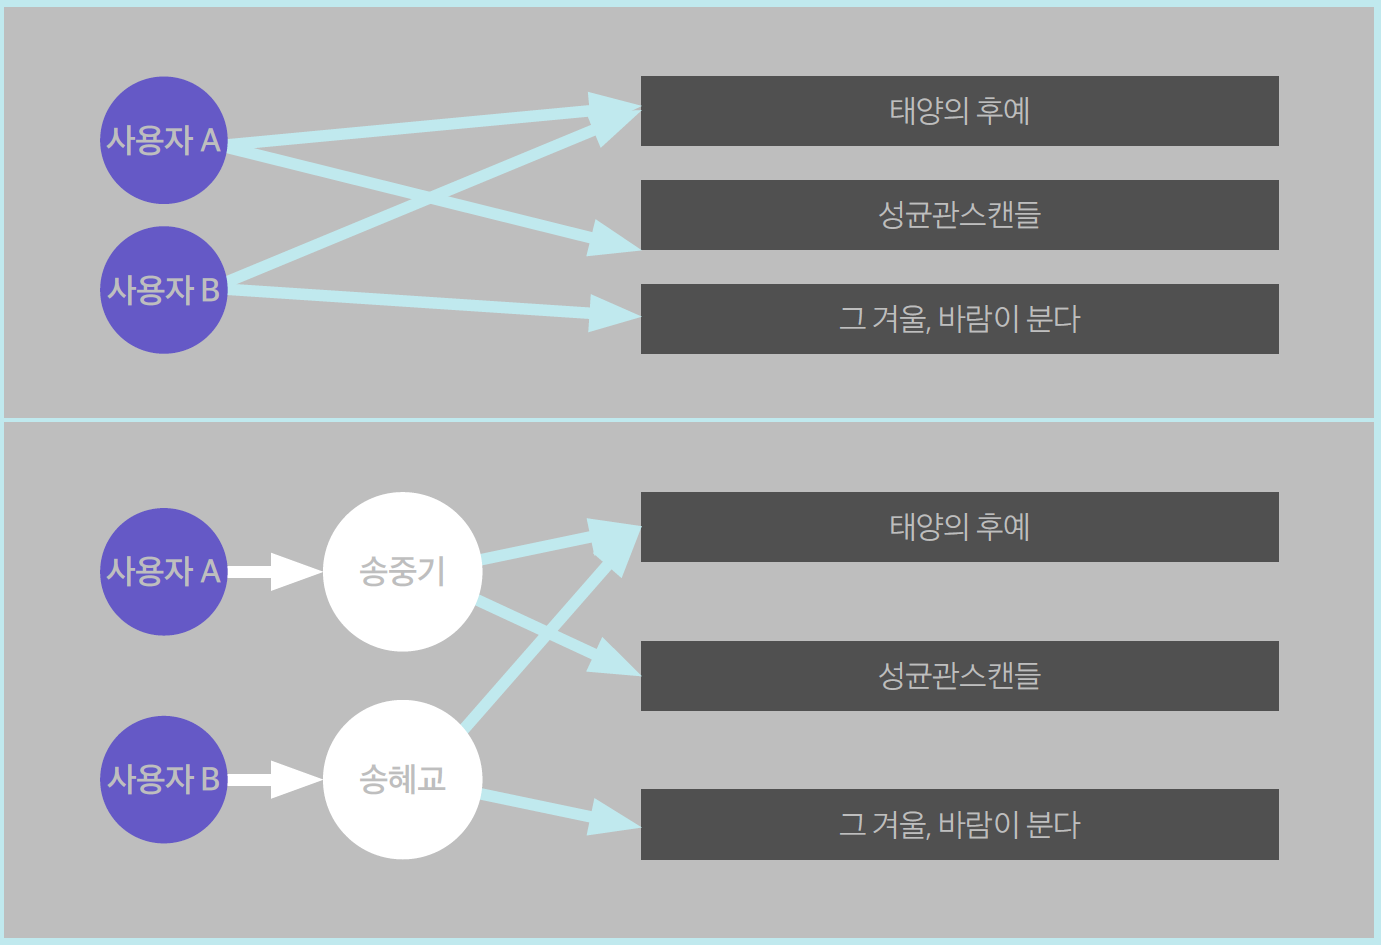 사용자 A
태양의 후예
성균관스캔들
사용자 B
그 겨울, 바람이 분다
사용자 A
송중기
태양의 후예
성균관스캔들
사용자 B
송혜교
그 겨울, 바람이 분다